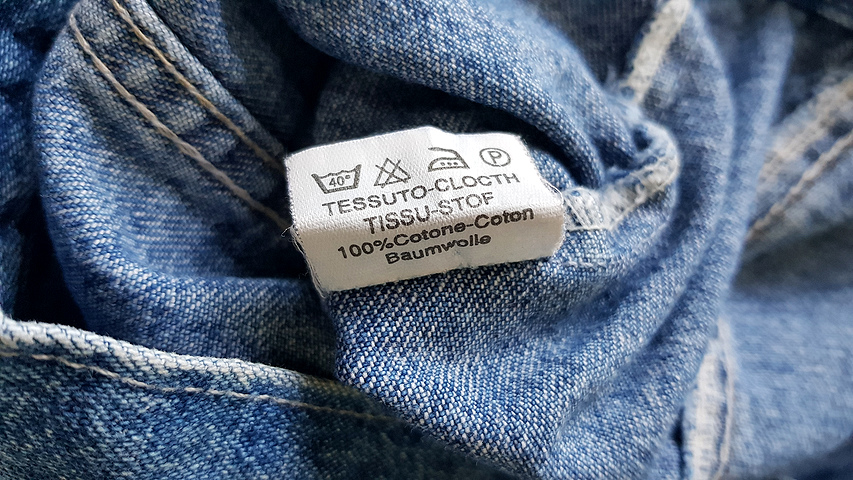 40° P
TESSUTO-CLOCTH
TISSU-STOF
100%Cotone-Coton
Baumwolle